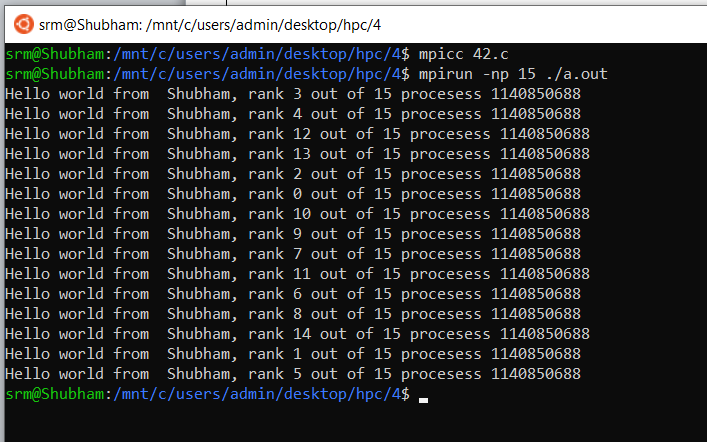 srm@Shubham: /mnt/c/users/admin/desktop/hpc/4
srm@Shubham:/mnt/c/users/admin/desktop/hpc/4$ mpicc 42.c
srm@Shubham:/mnt/c/users/admin/desktop/hpc/4$ mpirun -np 15 ./a.out
Hello world from  Shubham, rank 3 out of 15 procesess 1140850688
Hello world from  Shubham, rank 4 out of 15 procesess 1140850688
Hello world from  Shubham, rank 12 out of 15 procesess 1140850688
Hello world from  Shubham, rank 13 out of 15 procesess 1140850688
Hello world from  Shubham, rank 2 out of 15 procesess 1140850688
Hello world from  Shubham, rank 0 out of 15 procesess 1140850688
Hello world from  Shubham, rank 10 out of 15 procesess 1140850688
Hello world from  Shubham, rank 9 out of 15 procesess 1140850688
Hello world from  Shubham, rank 7 out of 15 procesess 1140850688
Hello world from  Shubham, rank 11 out of 15 procesess 1140850688
Hello world from  Shubham, rank 6 out of 15 procesess 1140850688
Hello world from  Shubham, rank 8 out of 15 procesess 1140850688
Hello world from  Shubham, rank 14 out of 15 procesess 1140850688
Hello world from  Shubham, rank 1 out of 15 procesess 1140850688
Hello world from  Shubham, rank 5 out of 15 procesess 1140850688
srm@Shubham:/mnt/c/users/admin/desktop/hpc/4$